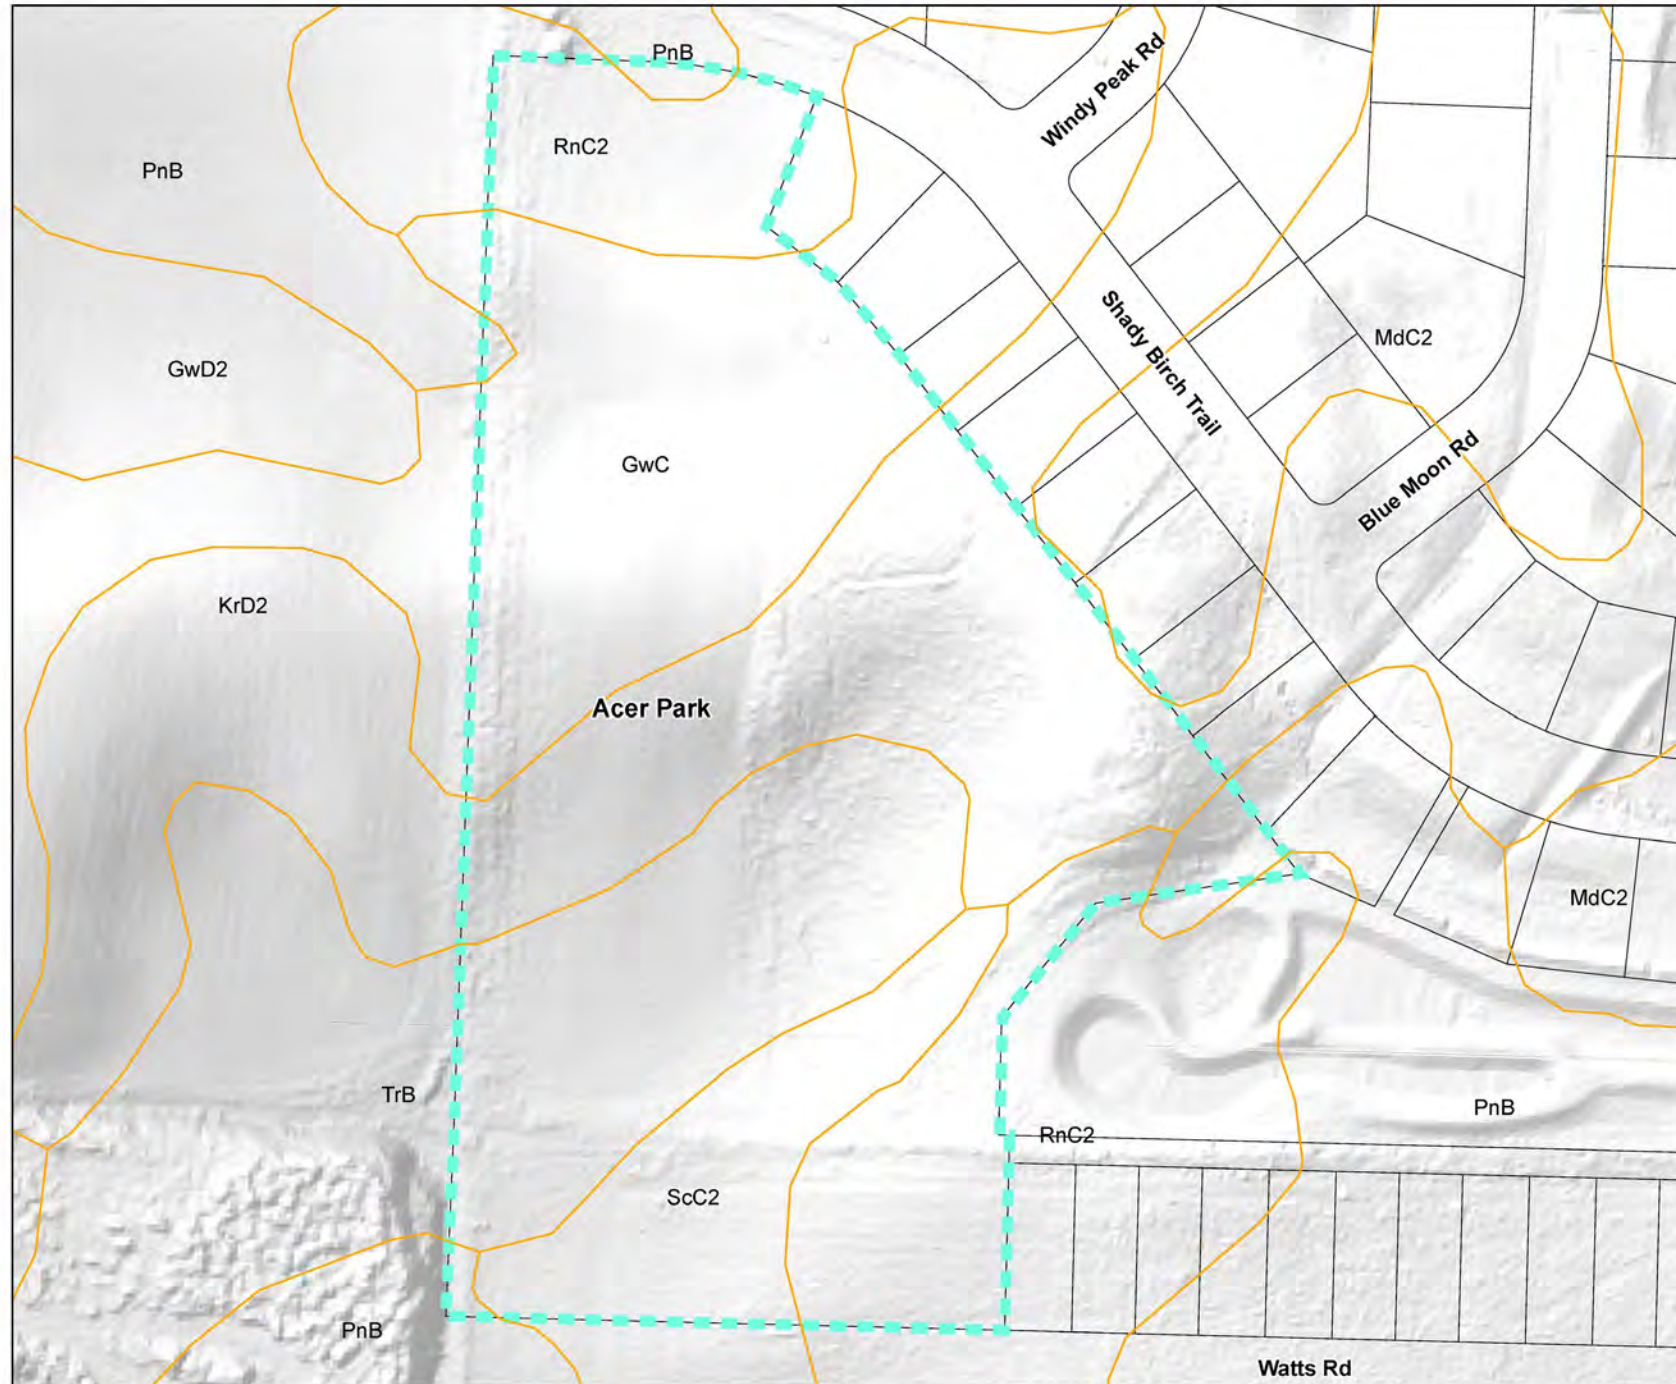 PnB
Windy Peak Rd
RnC2
PnB
Shady Birch Trail
MdC2
GwD2
GwC
Blue Moon Rd
KrD2
Acer Park
MdC2
TrB
PnB
RnC2
ScC2
PnB
Watts Rd